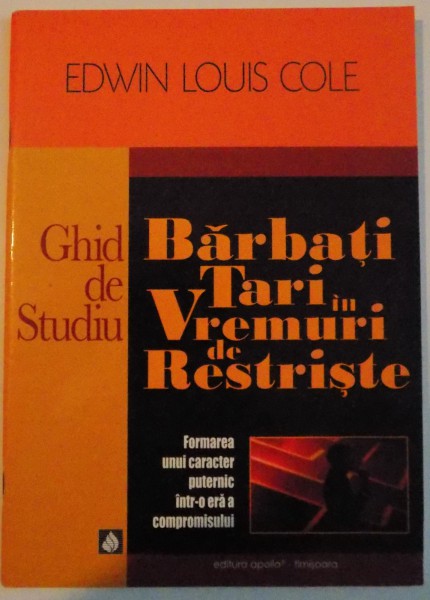 EDWIN LOUIS COLE
Ghid
de
Studiu
Bărbați
Tari în
Vremuri
de
Restriște
Formarea
unui caracter
puternic
într-o eră a
compromisului
editura apollo² - timișoara